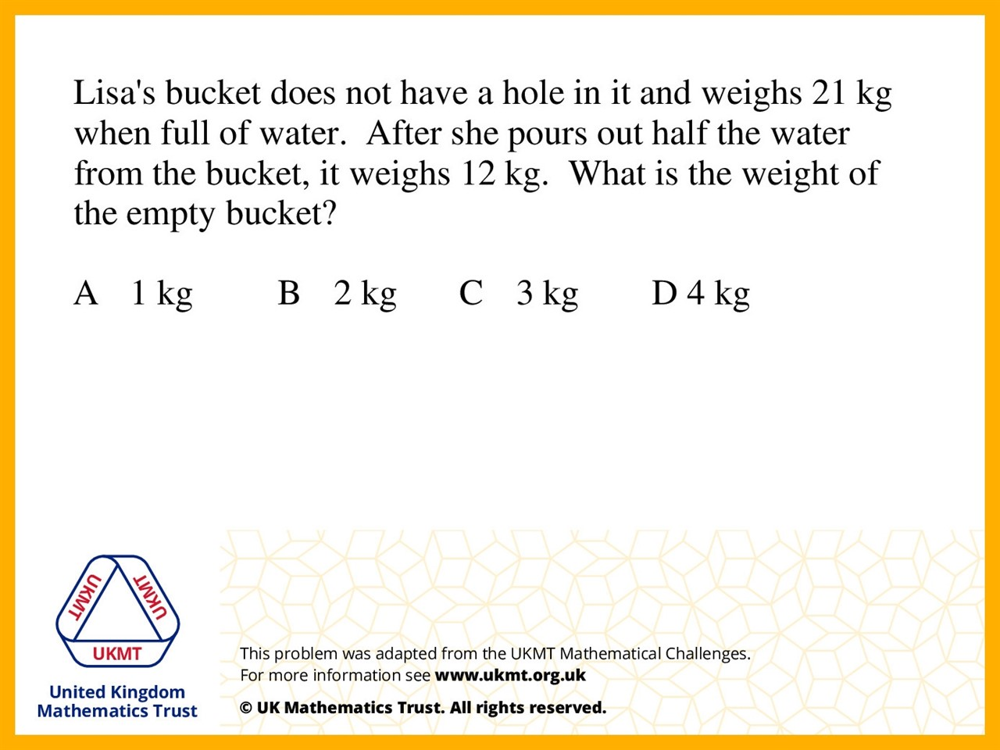 Lisa's bucket does not have a hole in it and weighs 21 kg
when full of water.  After she pours out half the water
from the bucket, it weighs 12 kg.  What is the weight of
the empty bucket?
A 1 kg B 2 kg C 3 kg D 4 kg
UKMT
UKMT
UKMT
United Kingdom
Mathematics Trust
This problem was adapted from the UKMT Mathematical Challenges.
For more information see www.ukmt.org.uk
© UK Mathematics Trust. All rights reserved.